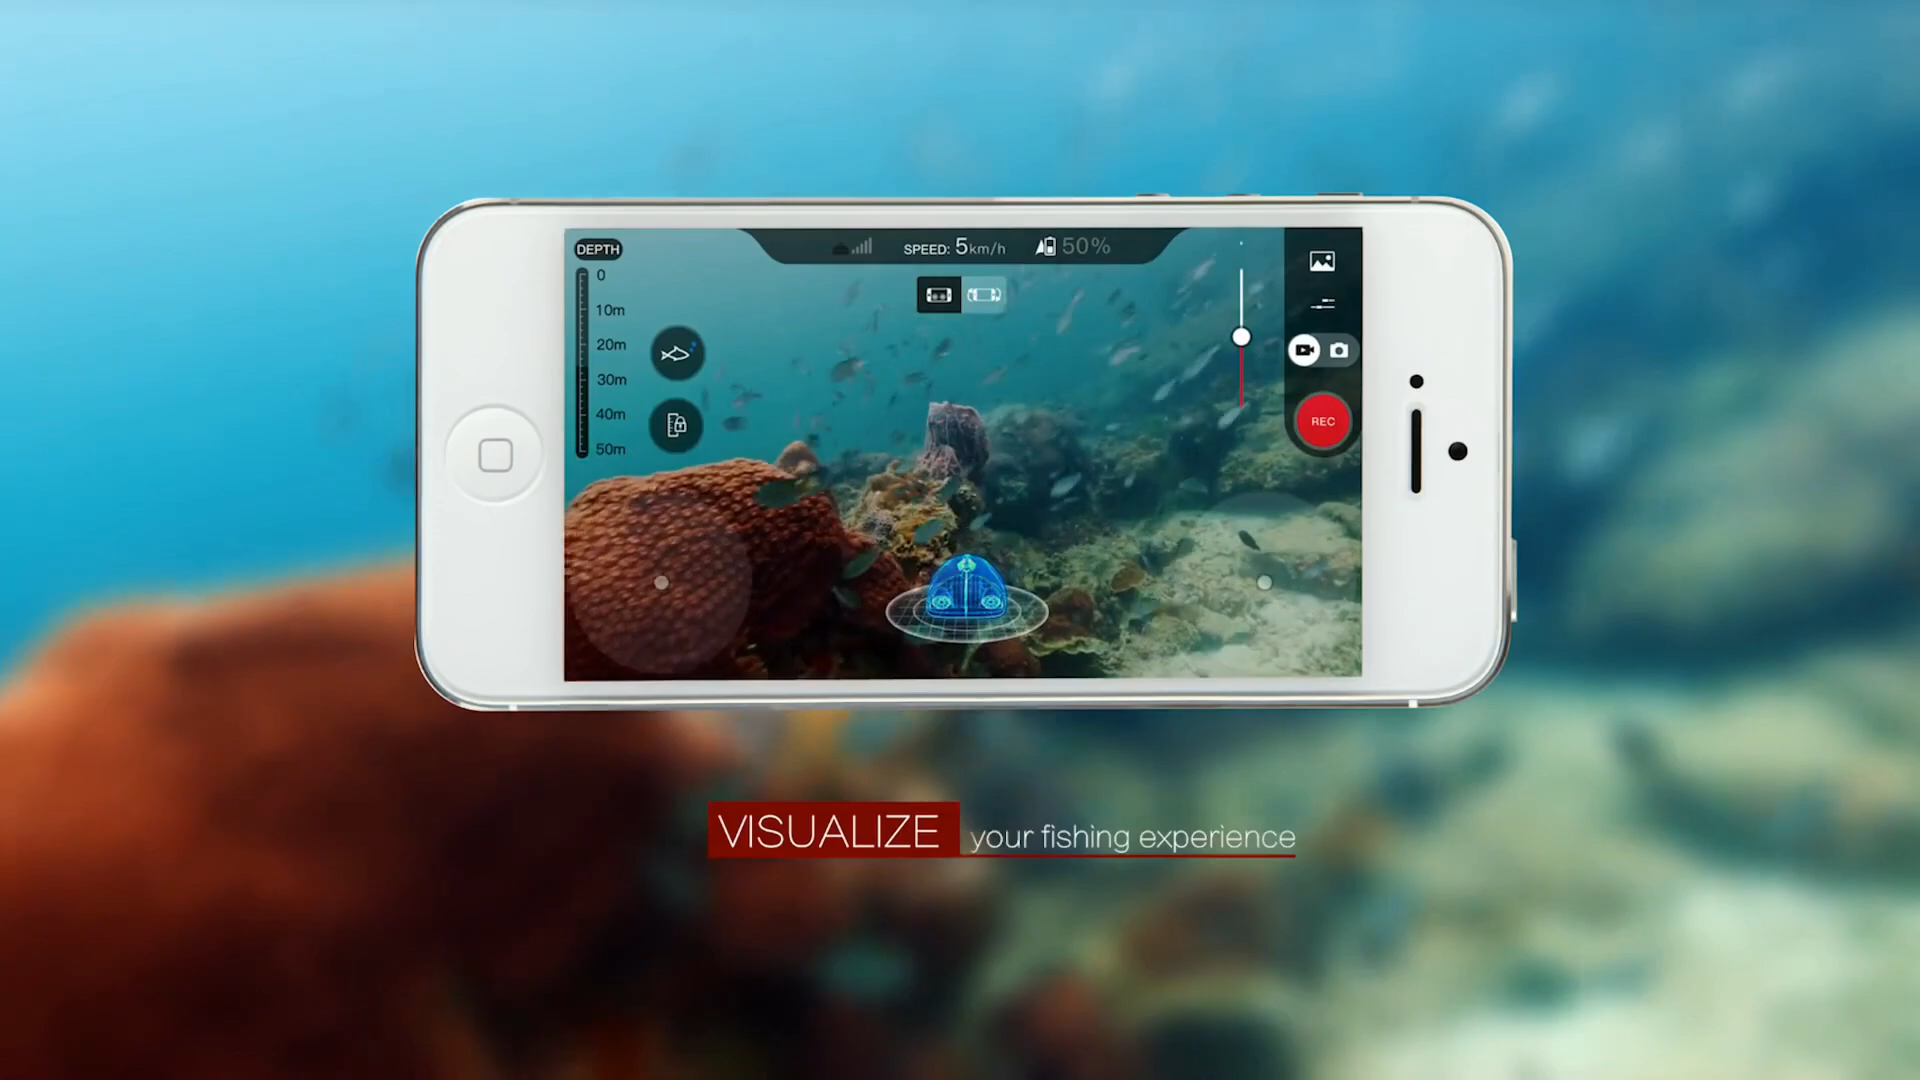 DEPTH
SPEED: 5km/h
50%
0
10m
20m
30m
40m
50m
REC
VISUALIZE your fishing experience